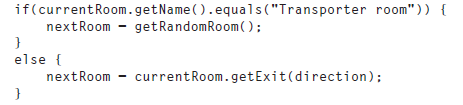 if(currentRoom.getName().equals("Transporter room")) {
    nextRoom = getRandomRoom();
}
else {
    nextRoom = currentRoom.getExit(direction);
}